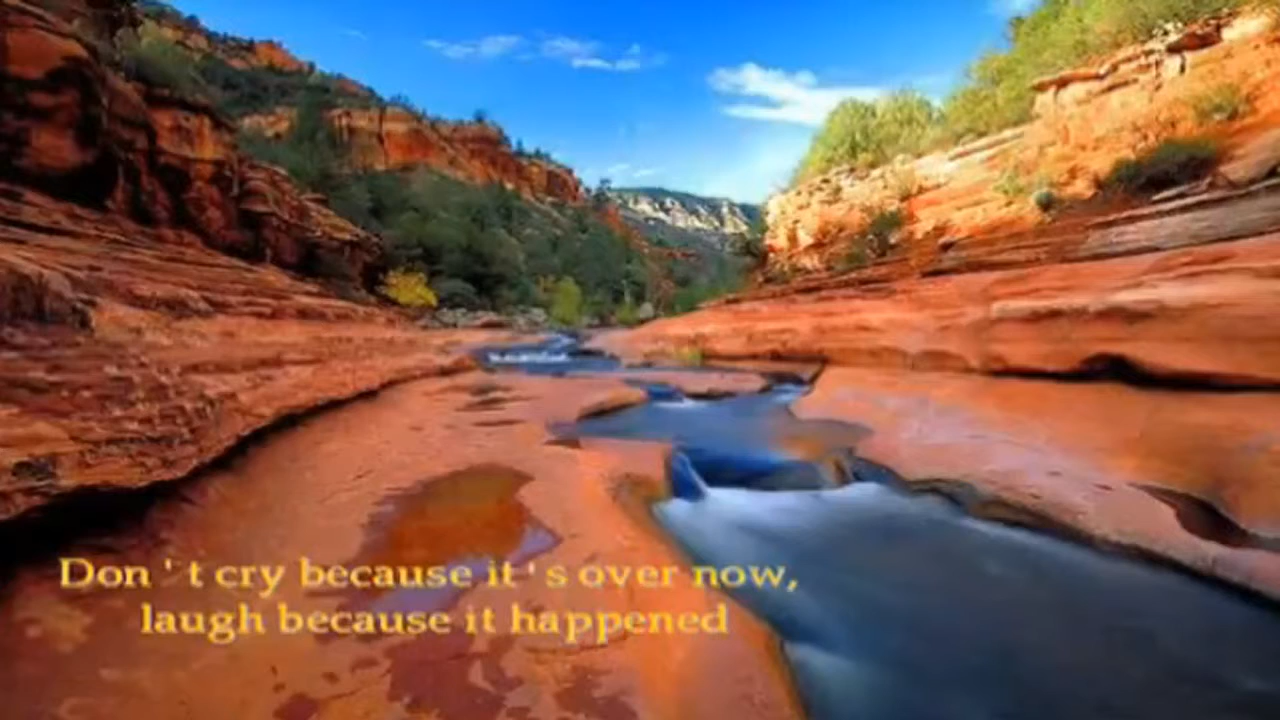 Don ' t cry because it ' s over now,
laugh because it happened